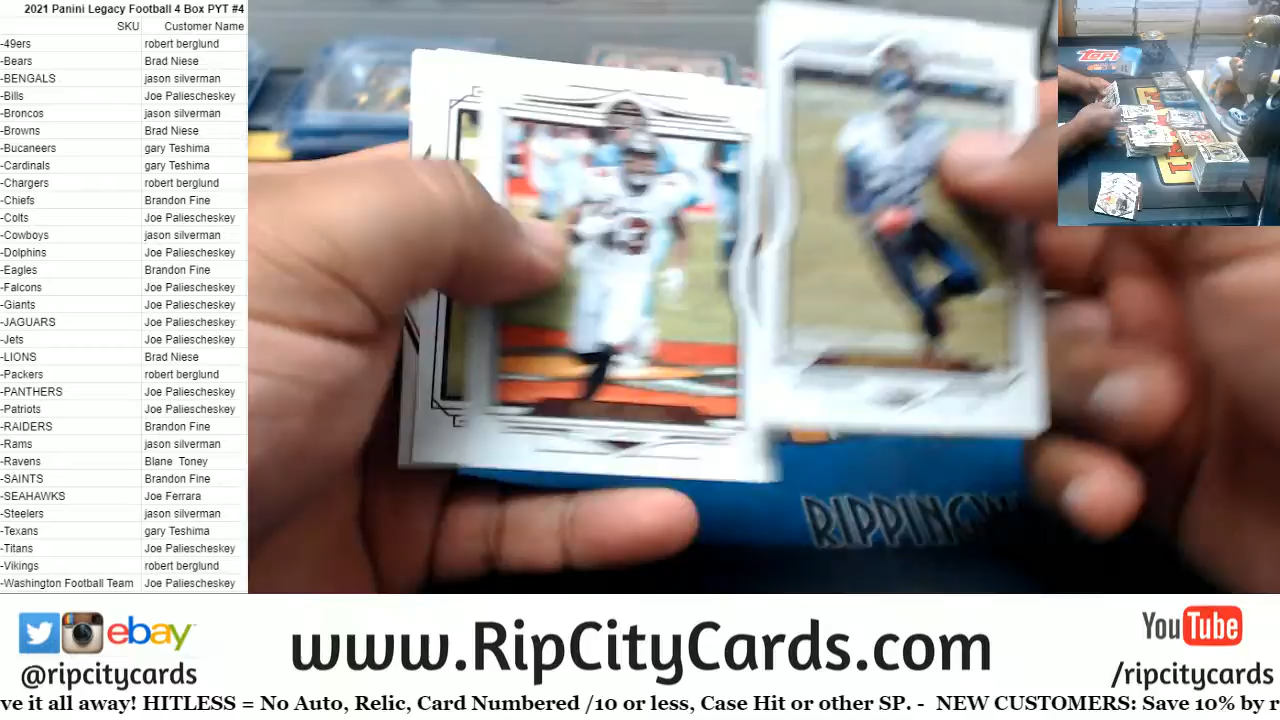 2021 Panini Legacy Football 4 Box PYT #4
SKU Customer Name
-49ers robert berglund
-Bears Brad Niese
-BENGALS jason silverman
-Bills Joe Paliescheskey
-Broncos jason silverman
-Browns Brad Niese
-Bucaneers gary Teshima
-Cardinals gary Teshima
-Chargers robert berglund
-Chiefs Brandon Fine
-Colts Joe Paliescheskey
-Cowboys jason silverman
-Dolphins Joe Paliescheskey
-Eagles Brandon Fine
-Falcons Joe Paliescheskey
-Giants Joe Paliescheskey
-JAGUARS Joe Paliescheskey
-Jets Joe Paliescheskey
-LIONS Brad Niese
-Packers robert berglund
-PANTHERS Joe Paliescheskey
-Patriots Joe Paliescheskey
-RAIDERS Brandon Fine
-Rams jason silverman
-Ravens Blane Toney
-SAINTS Brandon Fine
-SEAHAWKS Joe Ferrara
-Steelers jason silverman
-Texans gary Teshima
-Titans Joe Paliescheskey
-Vikings robert berglund
-Washington Football Team Joe Paliescheskey
Topps
RIPPING
ebay
@ripcitycards
www.RipCityCards.com
YouTube
/ripcitycards
ve it all away! HITLESS = No Auto, Relic, Card Numbered /10 or less, Case Hit or other SP. - NEW CUSTOMERS: Save 10% by